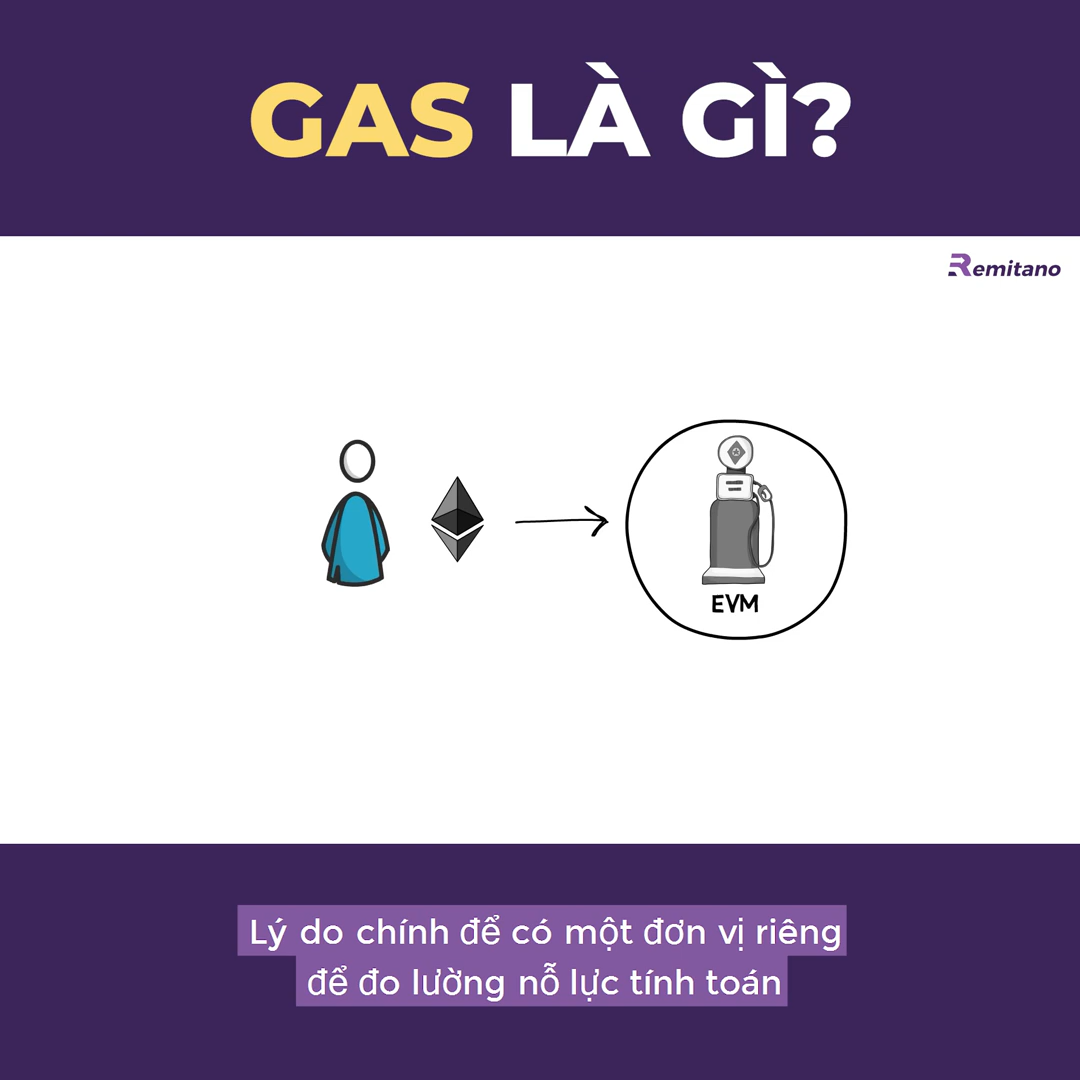 GAS LÀ GÌ?
Remitano
EVM
Lý do chính để có một đơn vị riêng
để đo lường nỗ lực tính toán